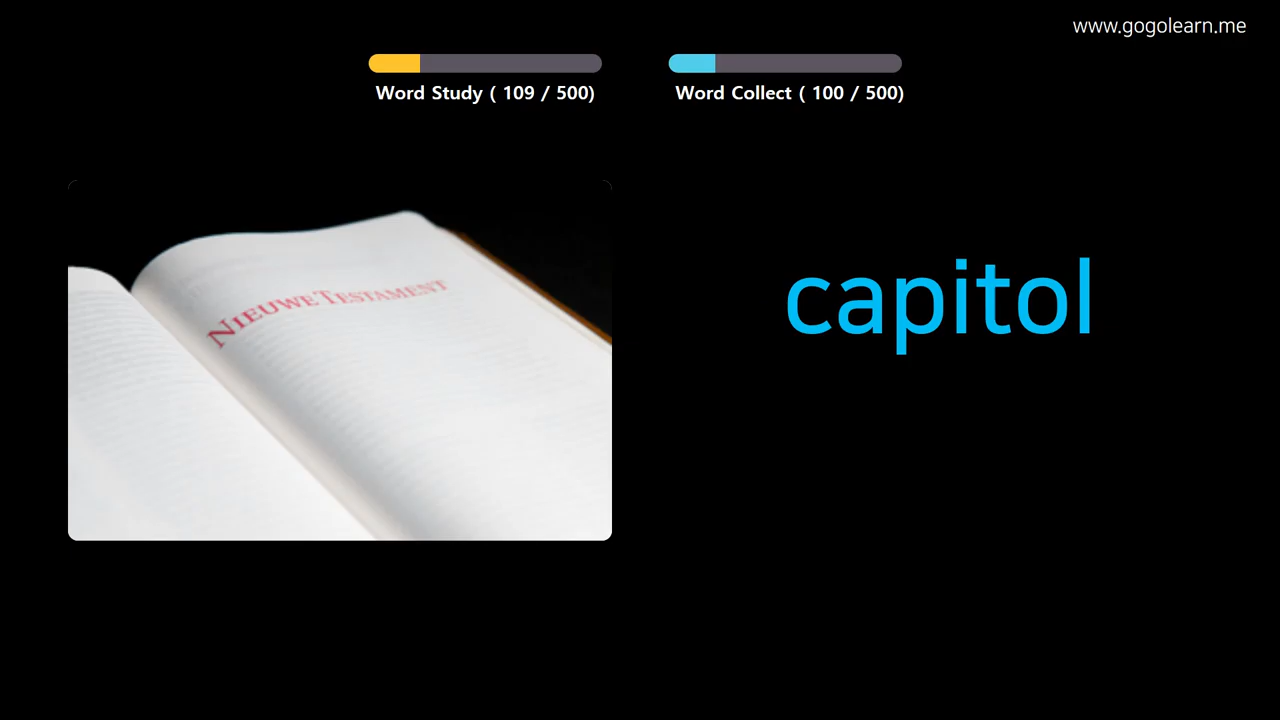 www.gogolearn.me
Word Study ( 109 / 500)
Word Collect ( 100 / 500)
NIEUWE TESTAMENT
capitol